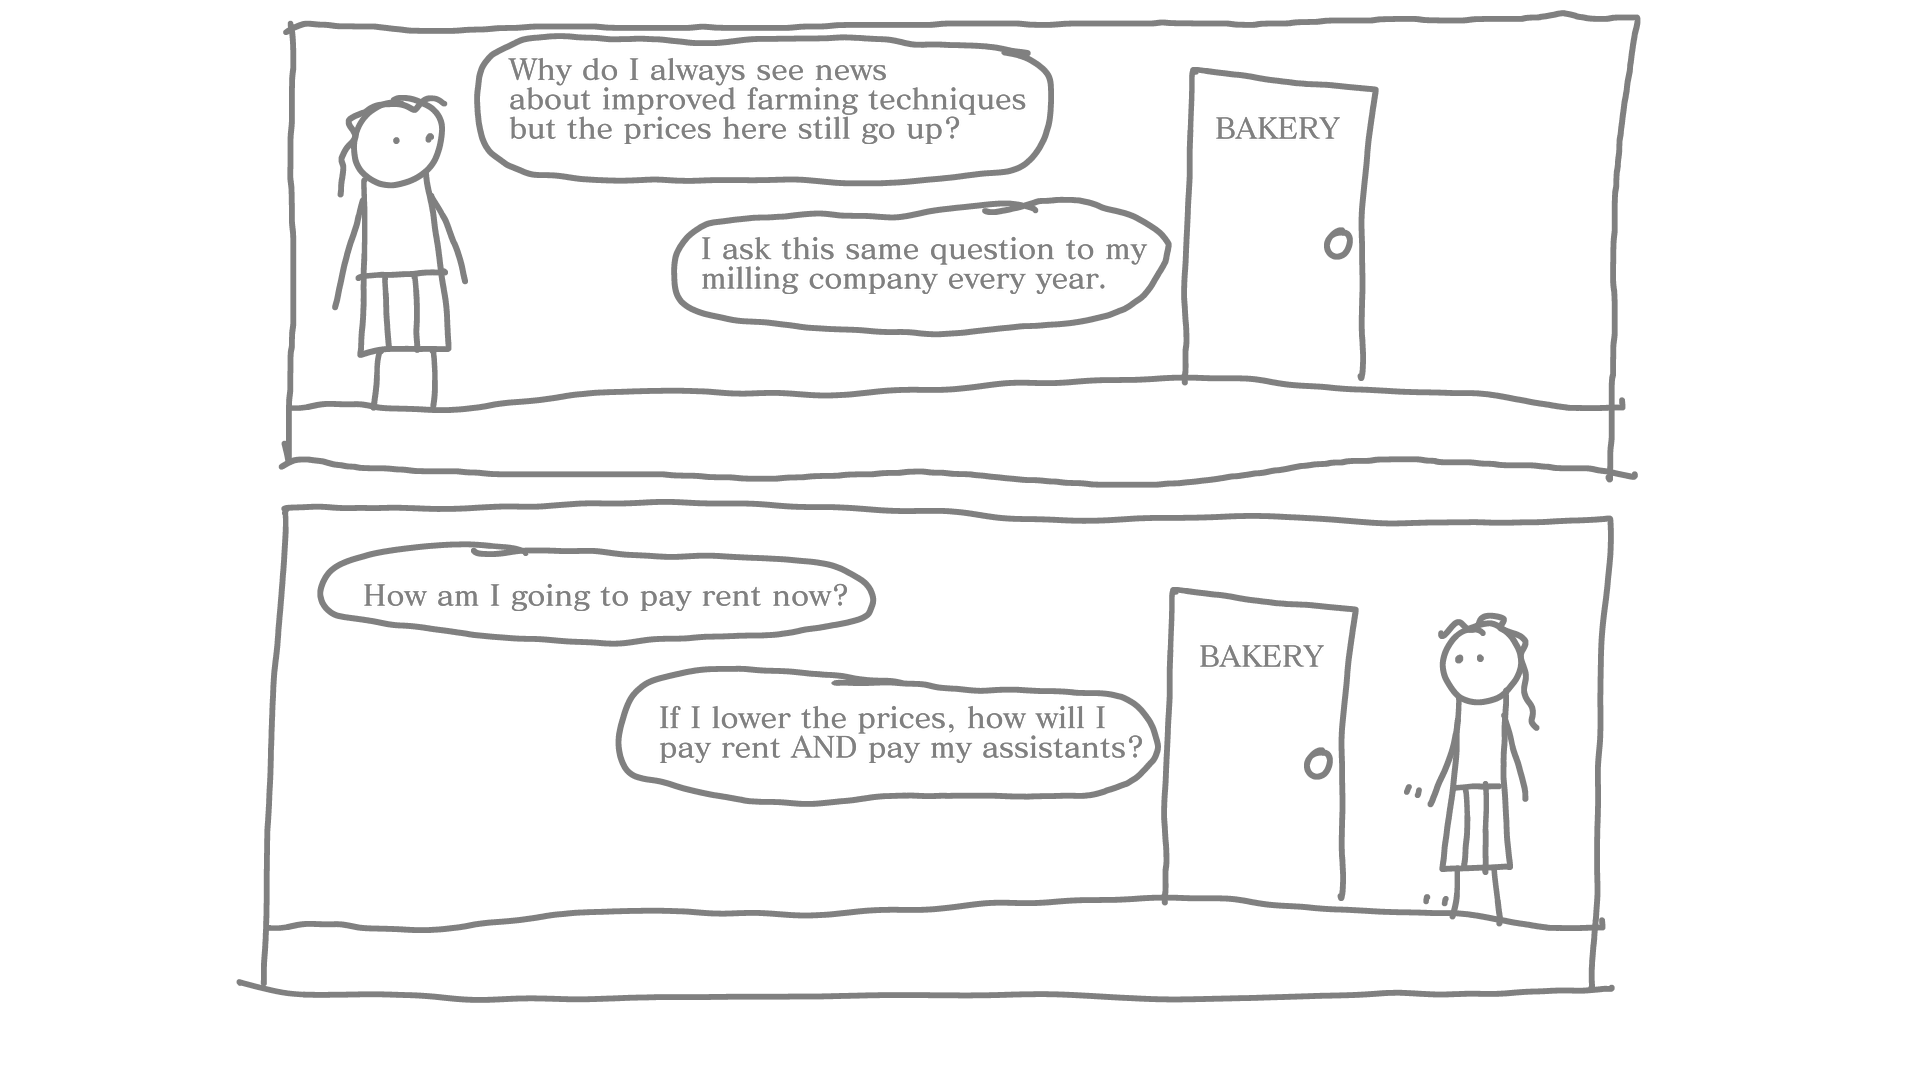 Why do I always see news
about improved farming techniques
but the prices here still go up?
BAKERY
I ask this same question to my
milling company every year.
How am I going to pay rent now?
BAKERY
If I lower the prices, how will I
pay rent AND pay my assistants?